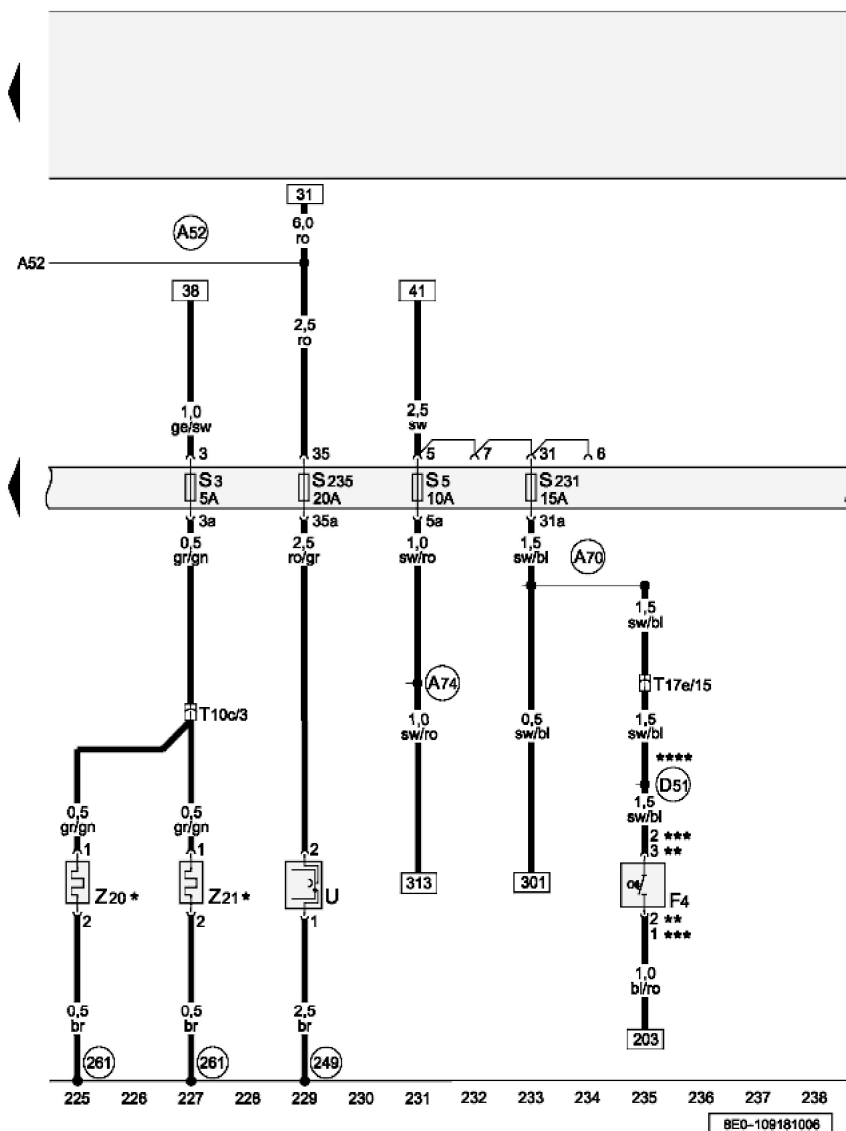 31
6,0
ro
A52
A52
38
41
2,5
ro
1,0
ge/sw
2,5
sw
3
35
5
7
31
6
S3
5A
S235
20A
S5
10A
S231
15A
3a
35a
5a
31a
0,5
gr/gn
2,5
ro/gr
1,0
sw/ro
1,5
sw/bl
A70
1,5
sw/bl
A74
T17e/15
T10c/3
1,0
sw/ro
0,5
sw/bl
1,5
sw/bl
****
D51
0,5
gr/gn
0,5
gr/gn
1,5
sw/bl
1
1
2
2 ***
3 **
Z20 *
Z21 *
U
313
301
F4
2
2
1
2 **
1 ***
0,5
br
0,5
br
2,5
br
1,0
bl/ro
203
261
261
249
225 226 227 228 229 230 231 232 233 234 235 236 237 238
8E0-109181006